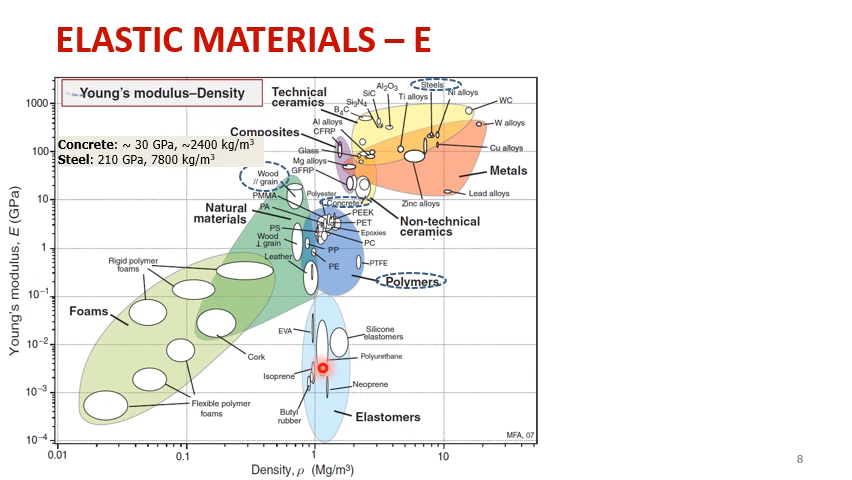 ELASTIC MATERIALS – E
Young's modulus–Density
Technical
ceramics
Al₂O₃
SiC
Si₃N₄
B₄C
Steels
Ti alloys
Ni alloys
WC
W alloys
Al alloys
CFRP
Composites
Concrete: ~ 30 GPa, ~2400 kg/m³
Steel: 210 GPa, 7800 kg/m³
Glass
Mg alloys
GFRP
Cu alloys
Metals
Lead alloys
Zinc alloys
Wood
// grain
Polyester
PMMA
PA
Concrete
Natural
materials
PEEK
PET
Epoxies
PC
Non-technical
ceramics
PS
Wood
⊥ grain
Leather
PP
PE
PTFE
Polymers
Rigid polymer
foams
Foams
EVA
Silicone
elastomers
Cork
Polyurethane
Isoprene
Neoprene
Flexible polymer
foams
Butyl
rubber
Elastomers
MFA, 07
Young's modulus, E (GPa)
1000
100
10
1
10⁻¹
10⁻²
10⁻³
10⁻⁴
0.01
0.1
1
10
Density, ρ (Mg/m³)
8